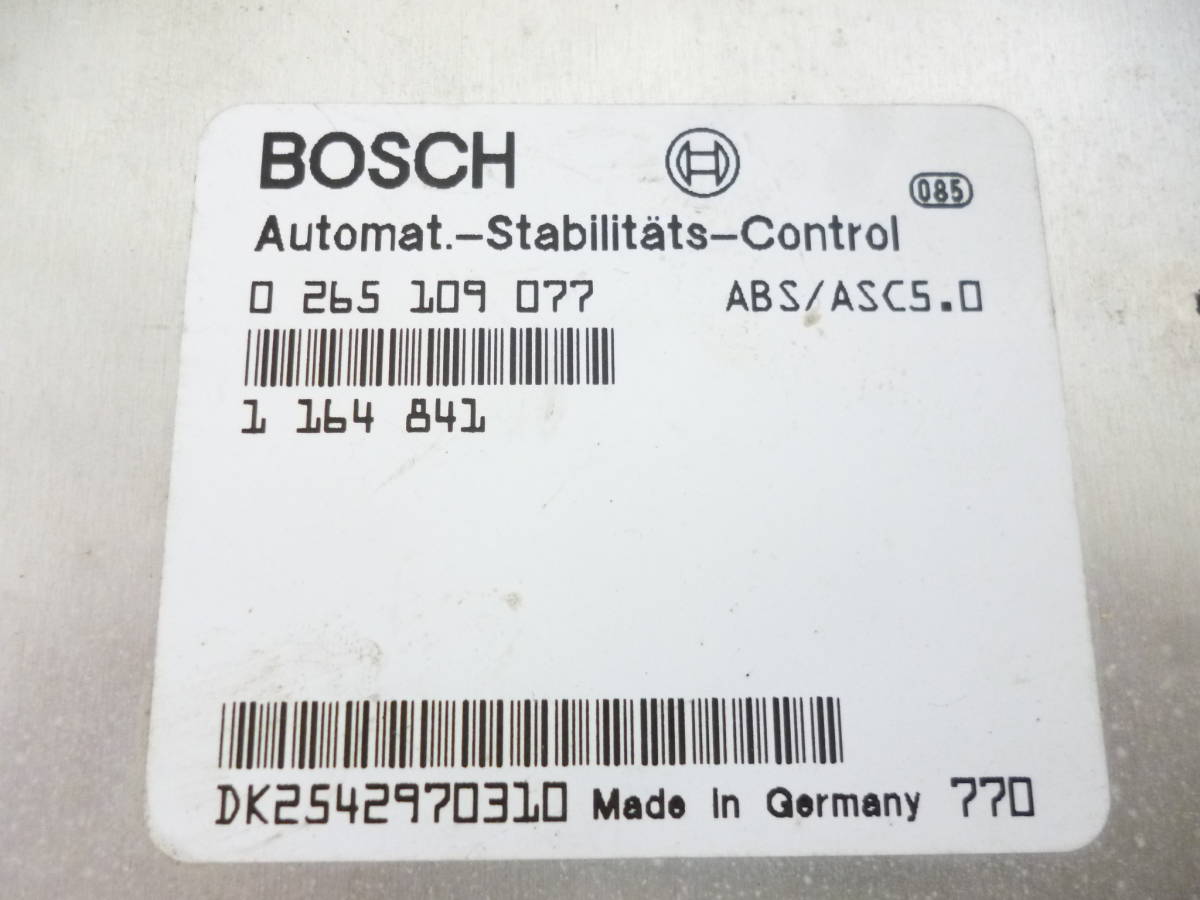 BOSCH
085
Automat.-Stabilitäts-Control
0 265 109 077 ABS/ASC5.0
1 164 841
DK2542970310 Made In Germany 770